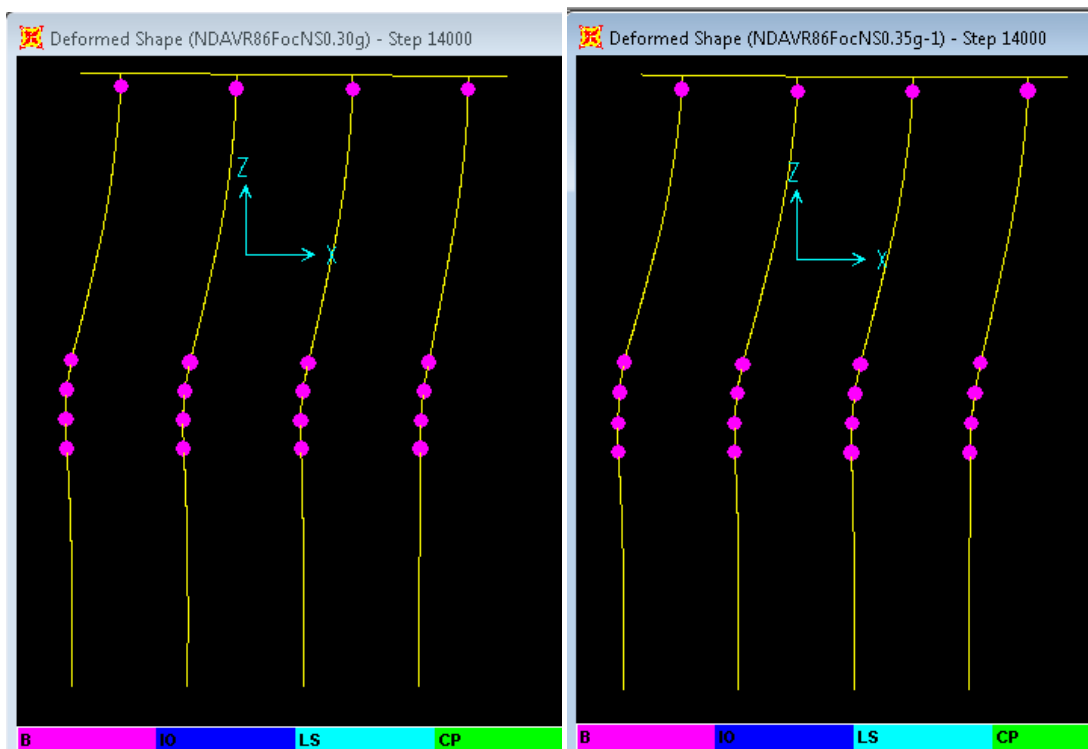 Deformed Shape (NDAVR86FocNS0.30g) - Step 14000
Z
X
B IO LS CP
Deformed Shape (NDAVR86FocNS0.35g-1) - Step 14000
Z
X
B IO LS CP